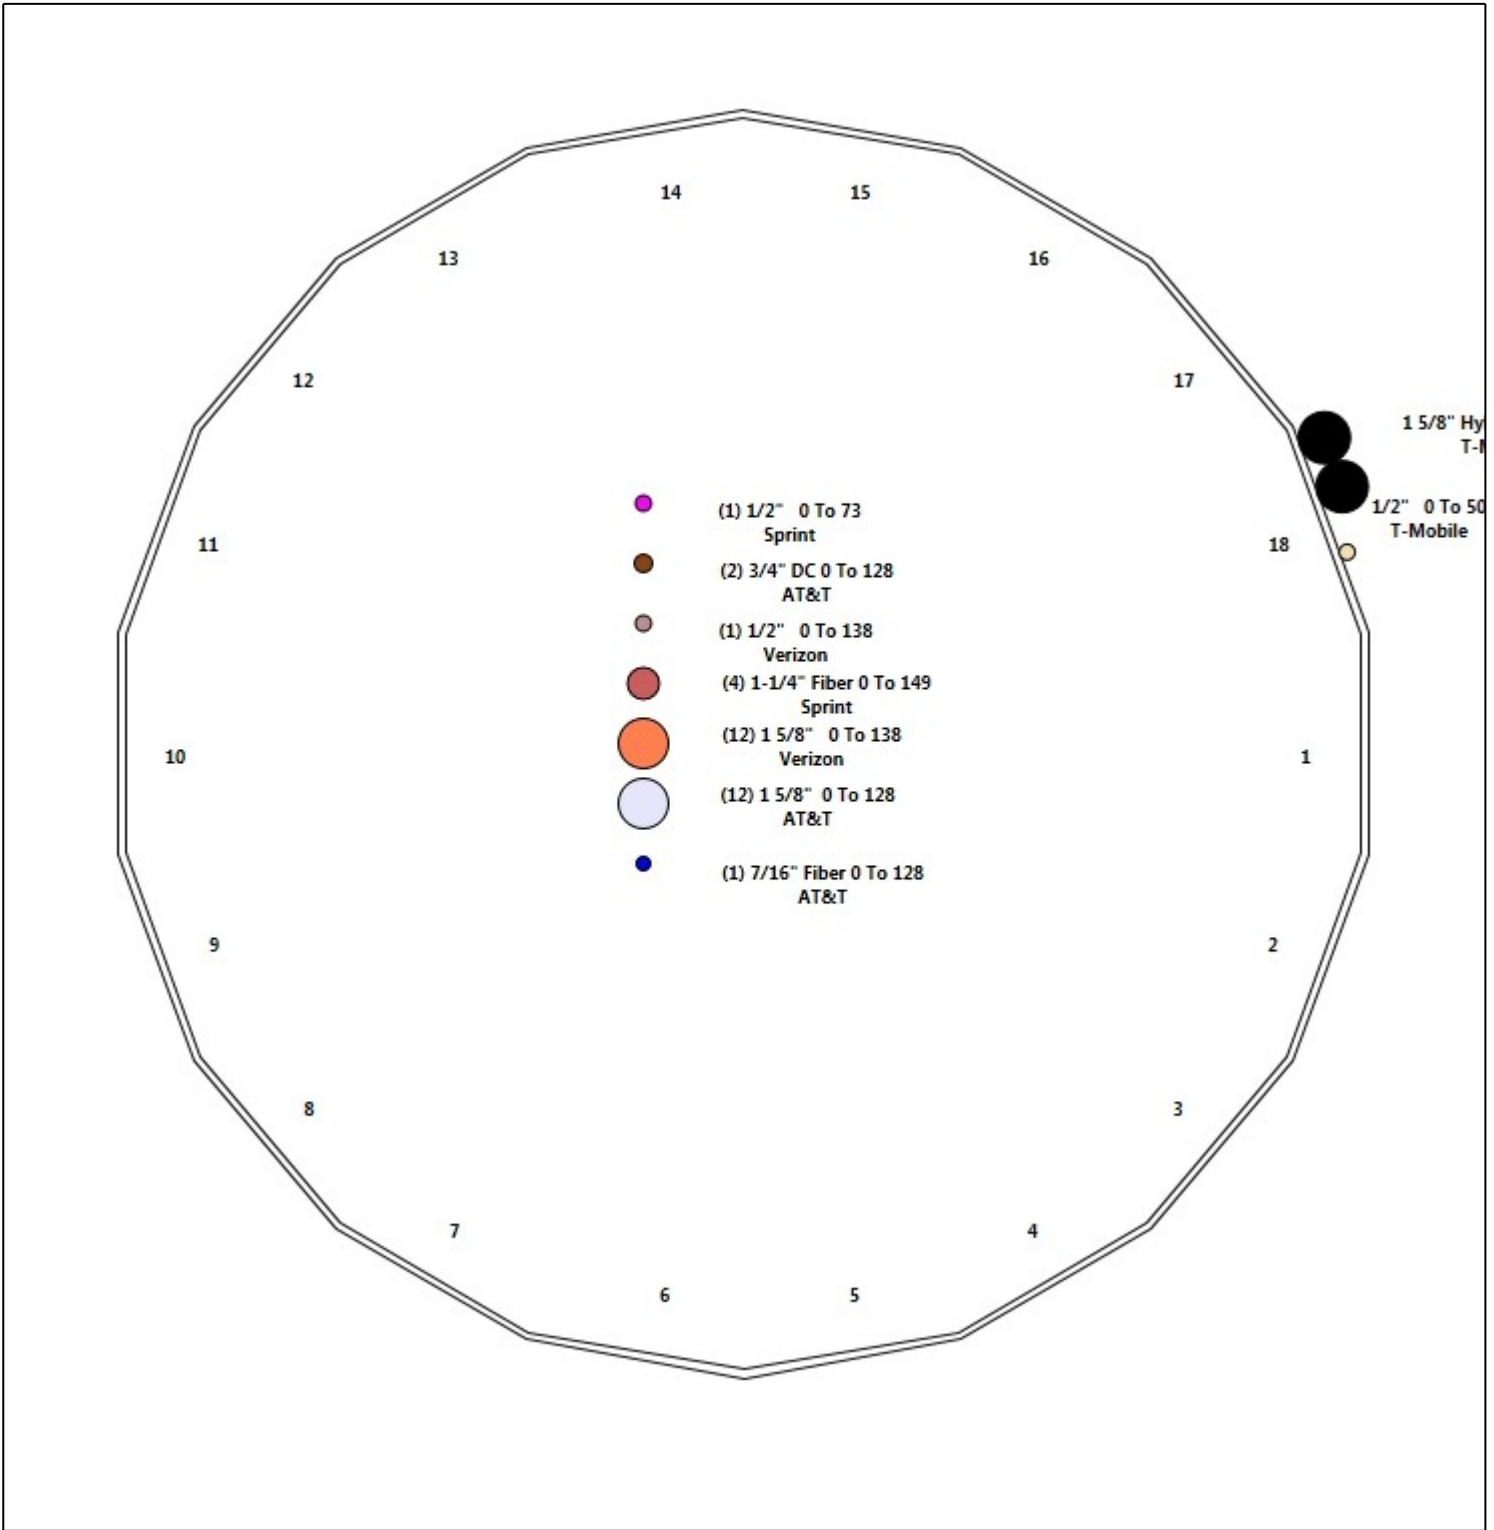 14
15
13
16
12
17
1 5/8" Hy
T-M
1/2" 0 To 50
T-Mobile
11
18
(1) 1/2" 0 To 73
Sprint
(2) 3/4" DC 0 To 128
AT&T
(1) 1/2" 0 To 138
Verizon
(4) 1-1/4" Fiber 0 To 149
Sprint
(12) 1 5/8" 0 To 138
Verizon
(12) 1 5/8" 0 To 128
AT&T
(1) 7/16" Fiber 0 To 128
AT&T
10
1
9
2
8
3
7
4
6
5